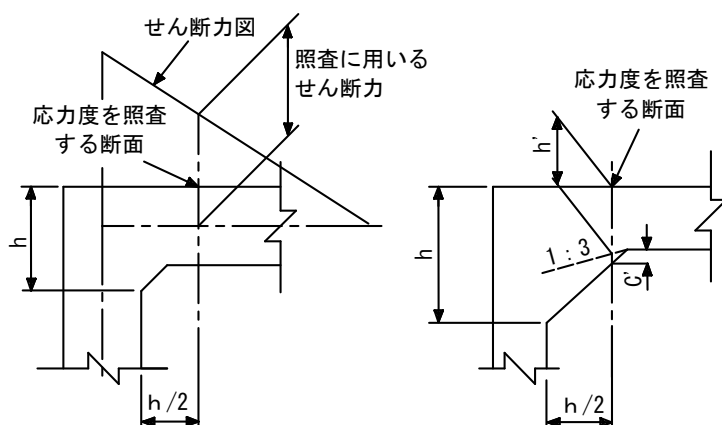 せん断力図
照査に用いる
せん断力
応力度を照査
する断面
h
h/2
応力度を照査
する断面
h'
h
1:3
C'
h/2